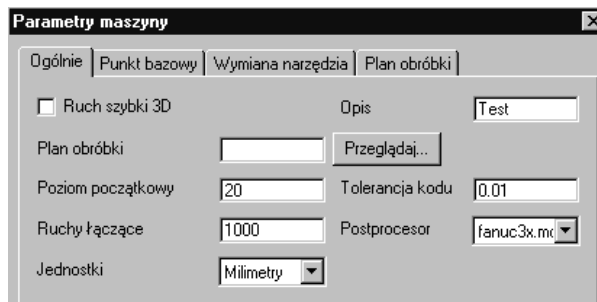 Parametry maszyny
Ogólnie Punkt bazowy Wymiana narzędzia Plan obróbki
Ruch szybki 3D Opis Test
Plan obróbki Przeglądaj...
Poziom początkowy 20 Tolerancja kodu 0.01
Ruchy łączące 1000 Postprocesor fanuc3x.mc
Jednostki Milimetry